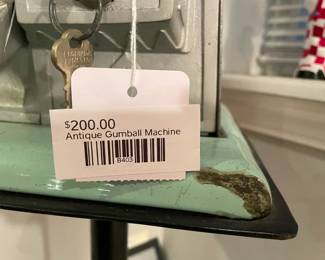 $200.00
Antique Gumball Machine
B403